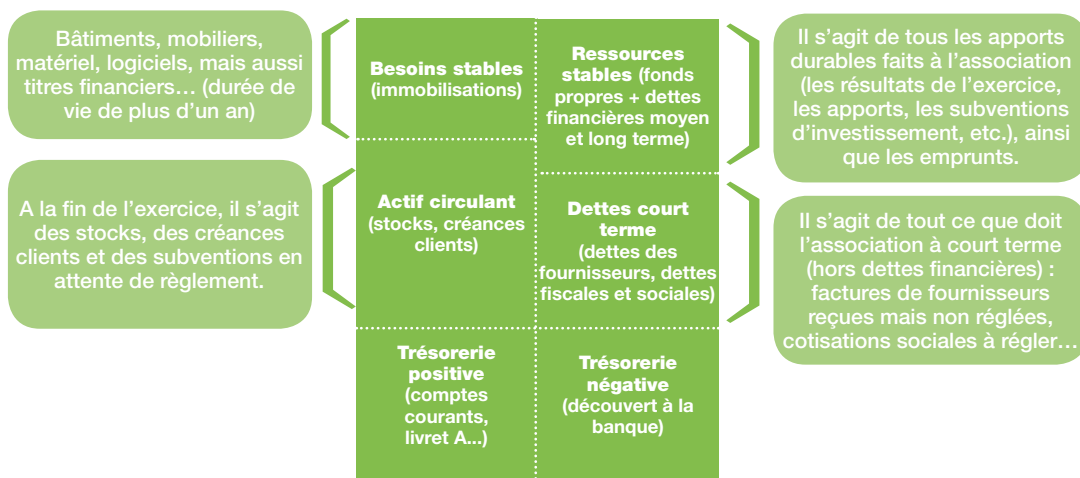 Bâtiments, mobiliers,
matériel, logiciels, mais aussi
titres financiers… (durée de
vie de plus d’un an)
Besoins stables
(immobilisations)
Ressources
stables (fonds
propres + dettes
financières moyen
et long terme)
Il s’agit de tous les apports
durables faits à l’association
(les résultats de l’exercice,
les apports, les subventions
d’investissement, etc.), ainsi
que les emprunts.
A la fin de l’exercice, il s’agit
des stocks, des créances
clients et des subventions en
attente de règlement.
Actif circulant
(stocks, créances
clients)
Dettes court
terme
(dettes des
fournisseurs, dettes
fiscales et sociales)
Il s’agit de tout ce que doit
l’association à court terme
(hors dettes financières) :
factures de fournisseurs
reçues mais non réglées,
cotisations sociales à régler…
Trésorerie
positive
(comptes
courants,
livret A...)
Trésorerie
négative
(découvert à la
banque)